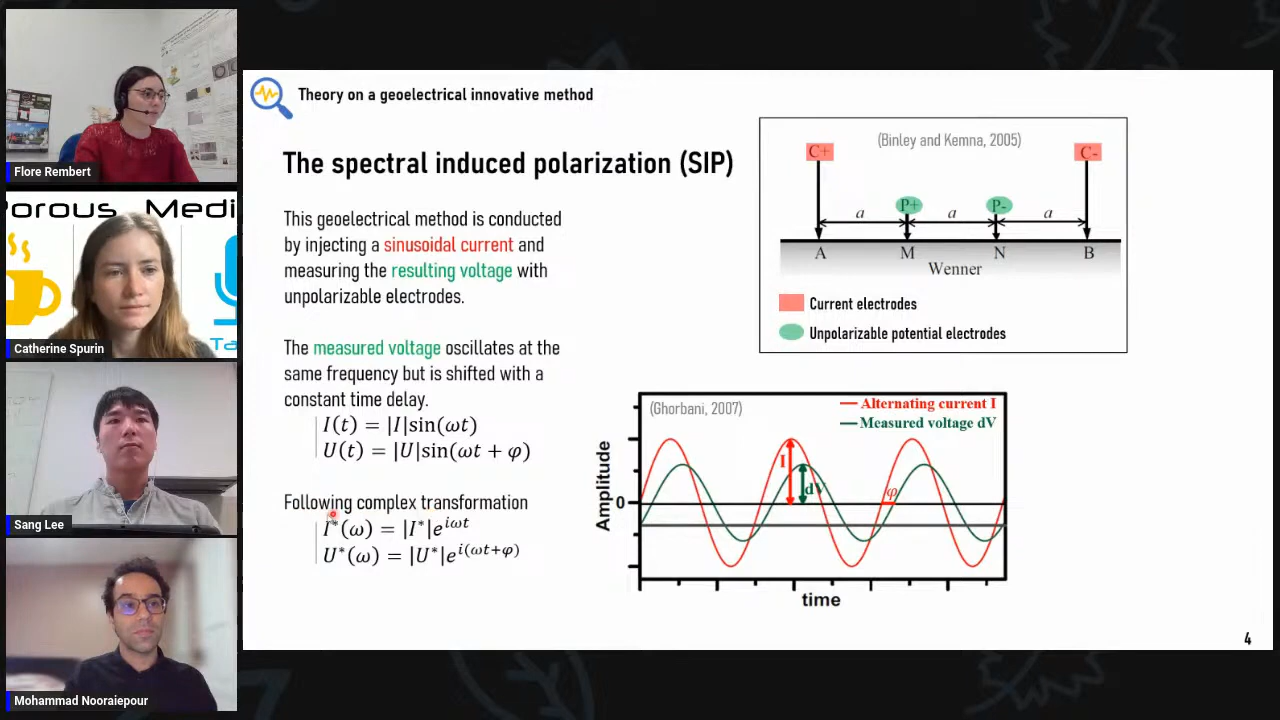 Flore Rembert
Porous Medi
Ta
Catherine Spurin
Sang Lee
Mohammad Nooraiepour
Theory on a geoelectrical innovative method
The spectral induced polarization (SIP)
This geoelectrical method is conducted
by injecting a sinusoidal current and
measuring the resulting voltage with
unpolarizable electrodes.
The measured voltage oscillates at the
same frequency but is shifted with a
constant time delay.
I(t) = |I|sin(ωt)
U(t) = |U|sin(ωt + φ)
Following complex transformation
I*(ω) = |I*|e^{iωt}
U*(ω) = |U*|e^{i(ωt+φ)}
(Binley and Kemna, 2005)
C+ C-
P+ P-
a a a
A M N B
Wenner
Current electrodes
Unpolarizable potential electrodes
(Ghorbani, 2007)
Alternating current I
Measured voltage dV
Amplitude
0
I
dV
φ
time
4